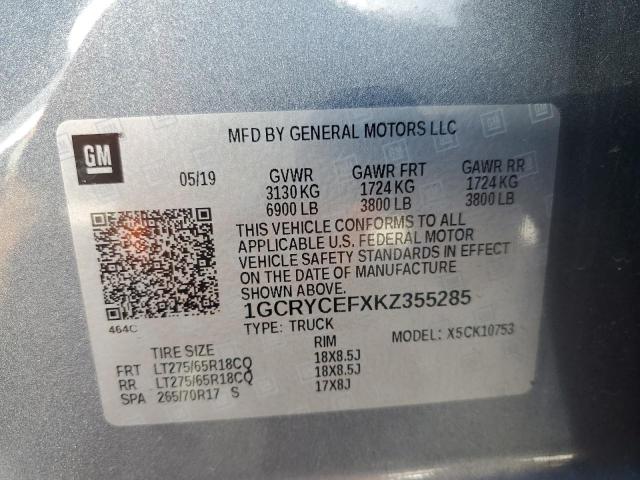 GM
MFD BY GENERAL MOTORS LLC
05/19
GVWR GAWR FRT GAWR RR
3130 KG 1724 KG 1724 KG
6900 LB 3800 LB 3800 LB
THIS VEHICLE CONFORMS TO ALL
APPLICABLE U.S. FEDERAL MOTOR
VEHICLE SAFETY STANDARDS IN EFFECT
ON THE DATE OF MANUFACTURE
SHOWN ABOVE.
1GCRYCEFXKZ355285
464C
TYPE: TRUCK MODEL: X5CK10753
TIRE SIZE RIM
FRT LT275/65R18CQ 18X8.5J
RR LT275/65R18CQ 18X8.5J
SPA 265/70R17 S 17X8J